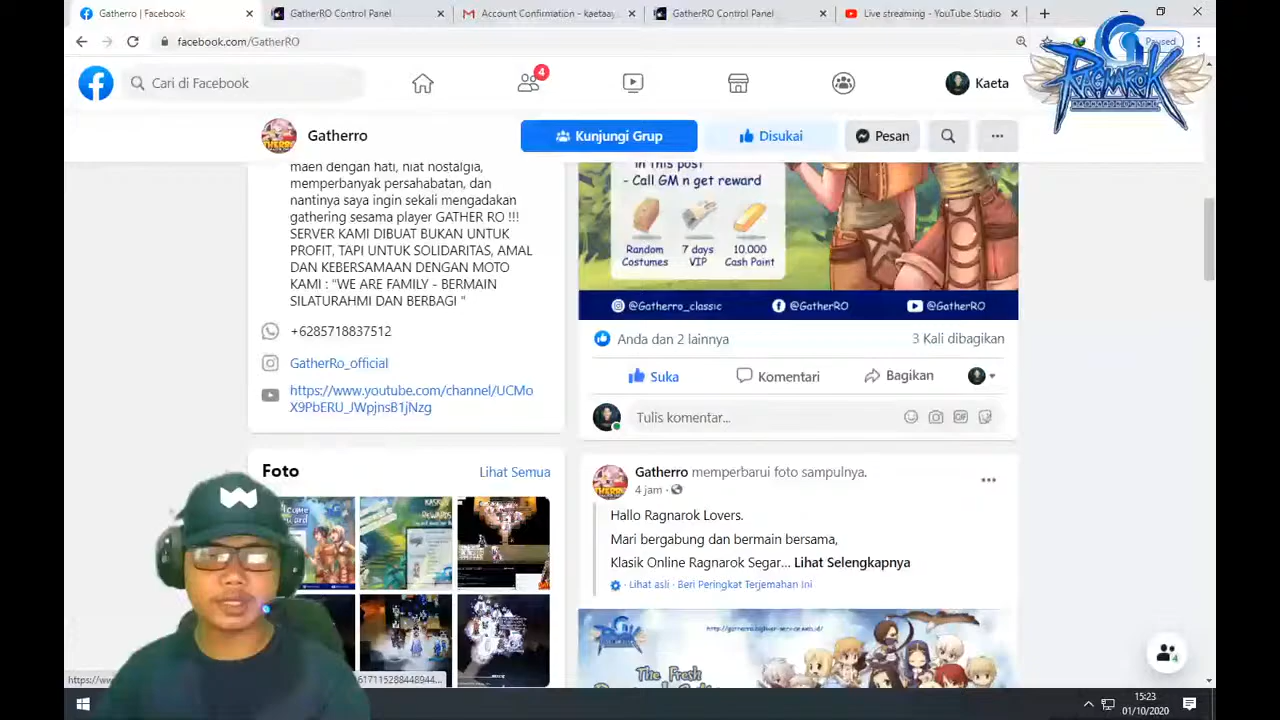 Gatherro | Facebook
GatherRO Control Panel
Account Confirmation - kaetaay...
GatherRO Control Panel
Live streaming - YouTube Studio
facebook.com/GatherRO
Paused
RAGNAROK
Cari di Facebook
4
Kaeta
Gatherro
Kunjungi Grup
Disukai
Pesan
maen dengan hati, niat nostalgia,
memperbanyak persahabatan, dan
nantinya saya ingin sekali mengadakan
gathering sesama player GATHER RO !!!
SERVER KAMI DIBUAT BUKAN UNTUK
PROFIT, TAPI UNTUK SOLIDARITAS, AMAL
DAN KEBERSAMAAN DENGAN MOTO
KAMI : "WE ARE FAMILY - BERMAIN
SILATURAHMI DAN BERBAGI "
+6285718837512
GatherRo_official
https://www.youtube.com/channel/UCMo
X9PbERU_JWpjnsB1jNzg
Foto
Lihat Semua
in this post
- Call GM n get reward
Random
Costumes
7 days
VIP
10.000
Cash Point
@Gatherro_classic
@GatherRO
@GatherRO
Anda dan 2 lainnya
3 Kali dibagikan
Suka
Komentari
Bagikan
Tulis komentar...
GIF
Gatherro memperbarui foto sampulnya.
4 jam ·
Hallo Ragnarok Lovers.
Mari bergabung dan bermain bersama,
Klasik Online Ragnarok Segar... Lihat Selengkapnya
· Lihat asli · Beri Peringkat Terjemahan Ini
The Fresh
15:23
01/10/2020